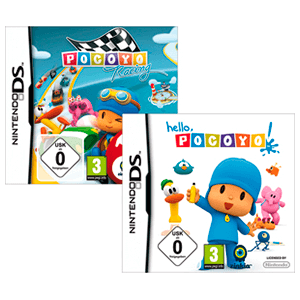 NINTENDO DS
POCOYO
Racing
USK
0
3
NINTENDO DS
hello,
POCOYO!
USK
0
3
LICENSED BY
Nintendo